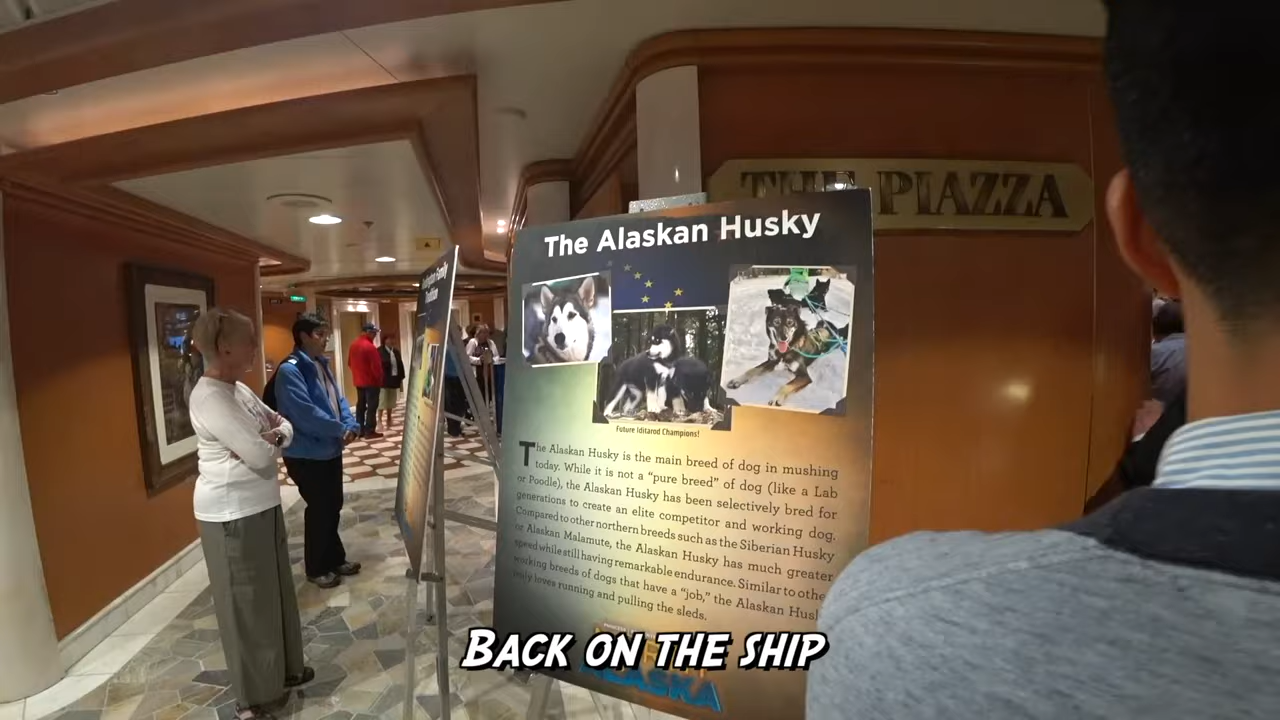 THE PIAZZA
The Alaskan Husky
Future Iditarod Champions!
The Alaskan Husky is the main breed of dog in mushing
today. While it is not a “pure breed” of dog (like a Lab
or Poodle), the Alaskan Husky has been selectively bred for
generations to create an elite competitor and working dog.
Compared to other northern breeds such as the Siberian Husky
or Alaskan Malamute, the Alaskan Husky has much greater
speed while still having remarkable endurance. Similar to othe
working breeds of dogs that have a “job,” the Alaskan Husk
loves running and pulling the sleds.
Family
Tradition
BACK ON THE SHIP
ALASKA